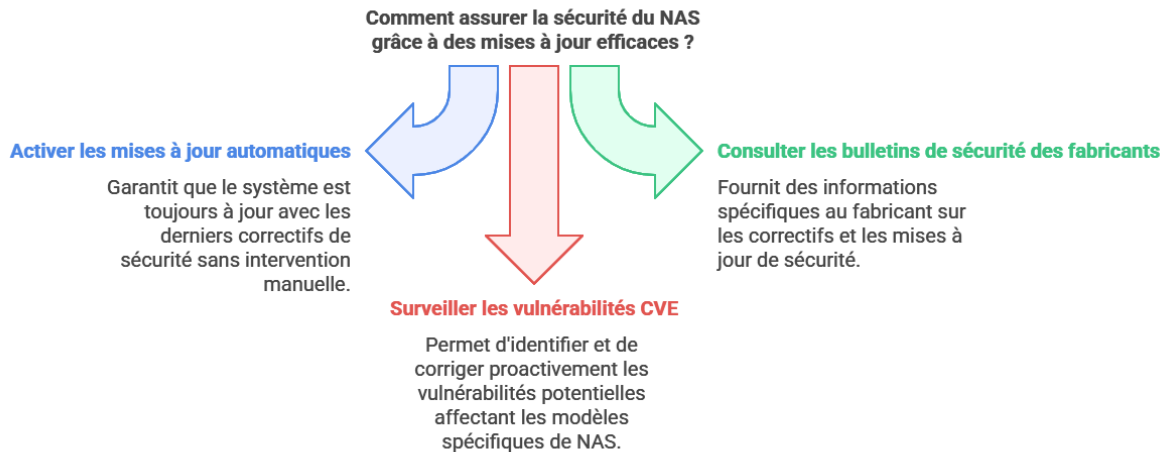 Comment assurer la sécurité du NAS
grâce à des mises à jour efficaces ?
Activer les mises à jour automatiques
Garantit que le système est
toujours à jour avec les
derniers correctifs de
sécurité sans intervention
manuelle.
Surveiller les vulnérabilités CVE
Permet d'identifier et de
corriger proactivement les
vulnérabilités potentielles
affectant les modèles
spécifiques de NAS.
Consulter les bulletins de sécurité des fabricants
Fournit des informations
spécifiques au fabricant sur
les correctifs et les mises à
jour de sécurité.